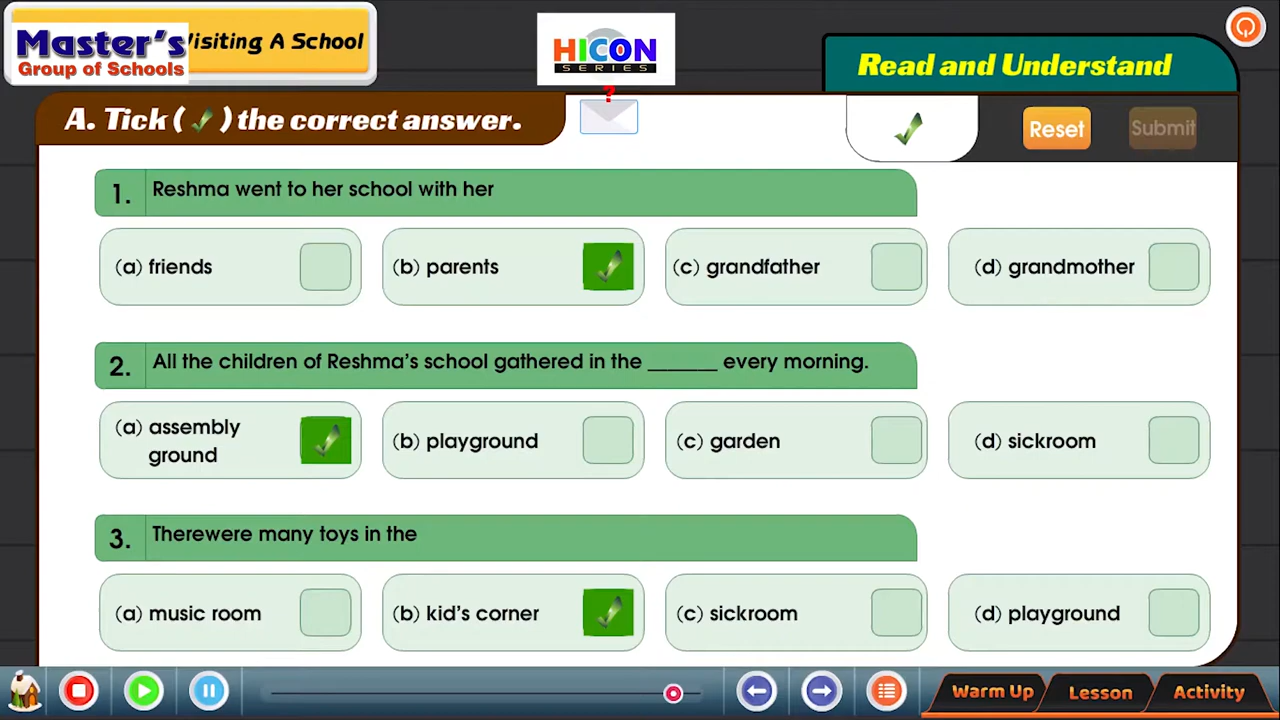 Master's
Group of Schools
Visiting A School
HICON
SERIES
Read and Understand
A. Tick ( ✓ ) the correct answer.
?
Reset
Submit
1. Reshma went to her school with her
(a) friends
(b) parents
(c) grandfather
(d) grandmother
2. All the children of Reshma's school gathered in the ______ every morning.
(a) assembly
ground
(b) playground
(c) garden
(d) sickroom
3. Therewere many toys in the
(a) music room
(b) kid's corner
(c) sickroom
(d) playground
Warm Up
Lesson
Activity